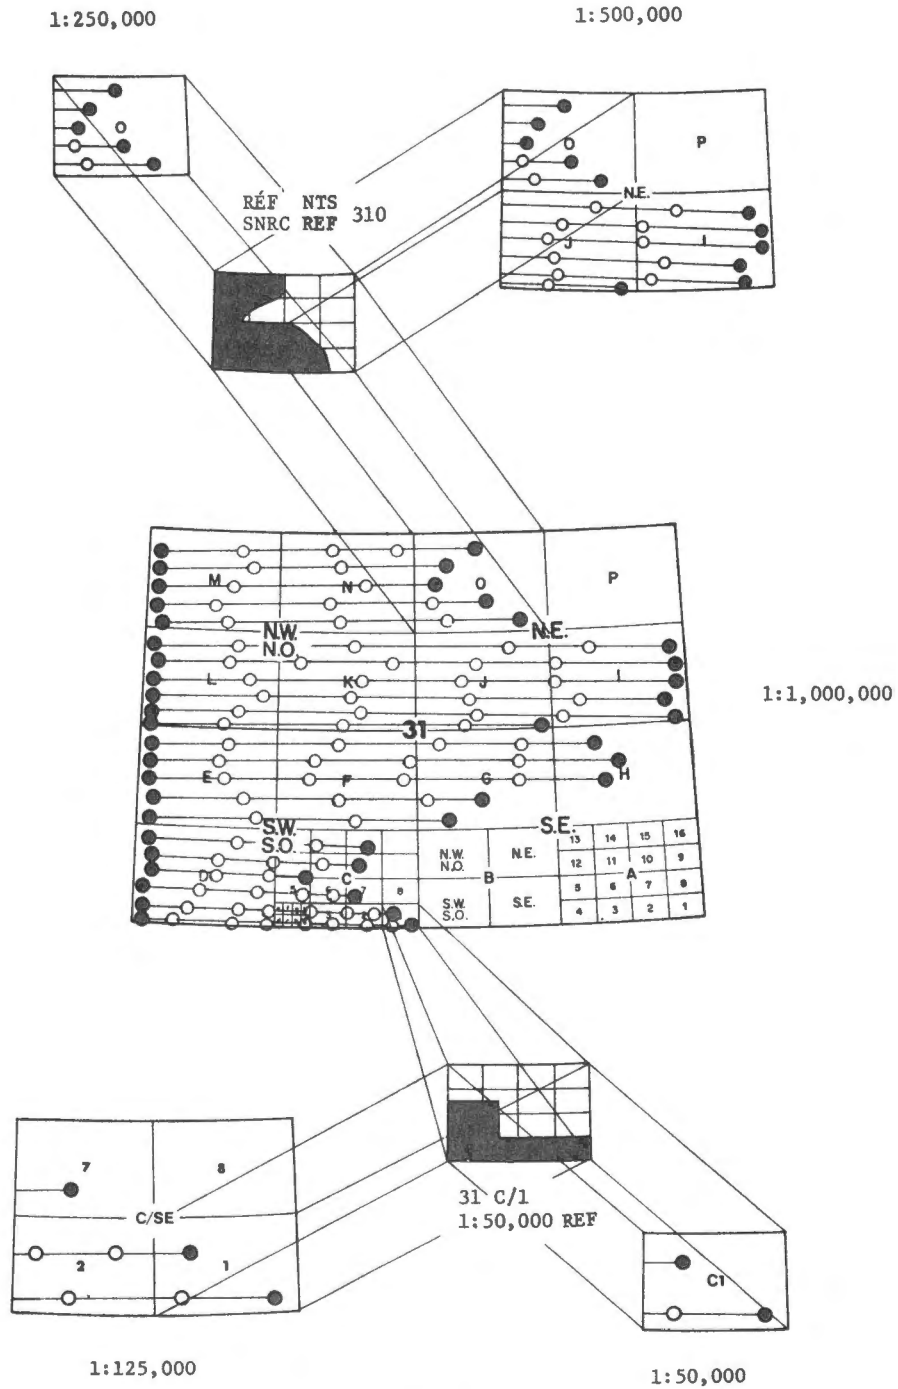 1:250,000
1:500,000
O
O
P
N.E.
J
I
RÉF NTS
SNRC REF 310
M
N
O
P
N.W.
N.O.
N.E.
L
K
J
I
1:1,000,000
31
E
F
G
H
S.W.
S.O.
S.E.
D
C
5
6
7
8
N.W.
N.O.
N.E.
B
S.W.
S.O.
S.E.
13 14 15 16
12 11 10 9
A
5 6 7 8
4 3 2 1
7
8
C/SE
2
1
31 C/1
1:50,000 REF
C1
1:125,000
1:50,000